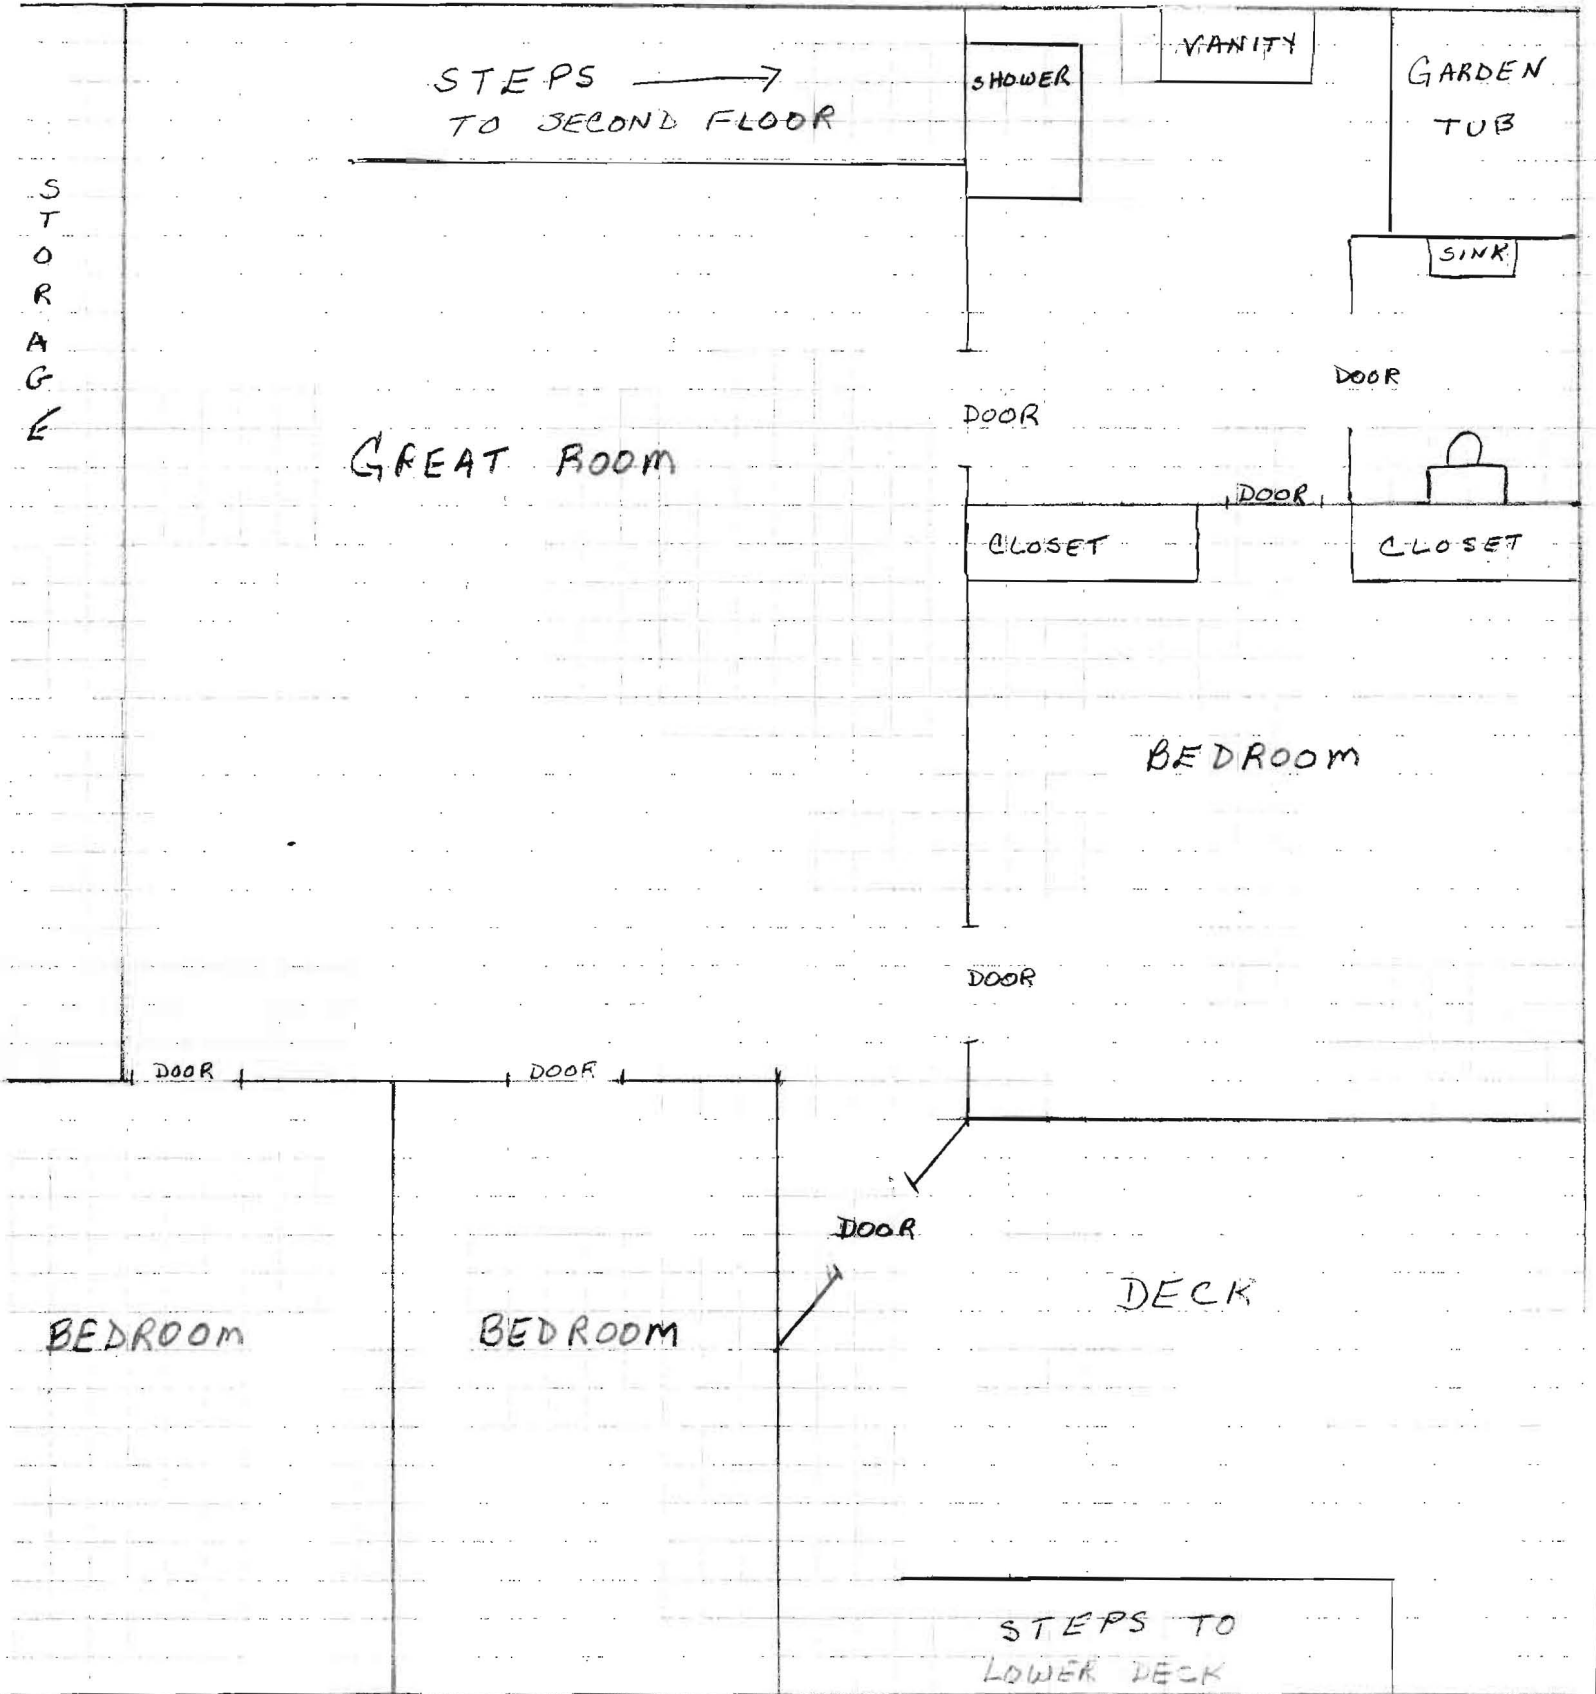 STEPS
TO SECOND FLOOR
SHOWER
VANITY
GARDEN
TUB
SINK
STORAGE
DOOR
DOOR
GREAT ROOM
DOOR
CLOSET
CLOSET
BEDROOM
DOOR
DOOR
DOOR
DOOR
DECK
BEDROOM
BEDROOM
STEPS TO
LOWER DECK